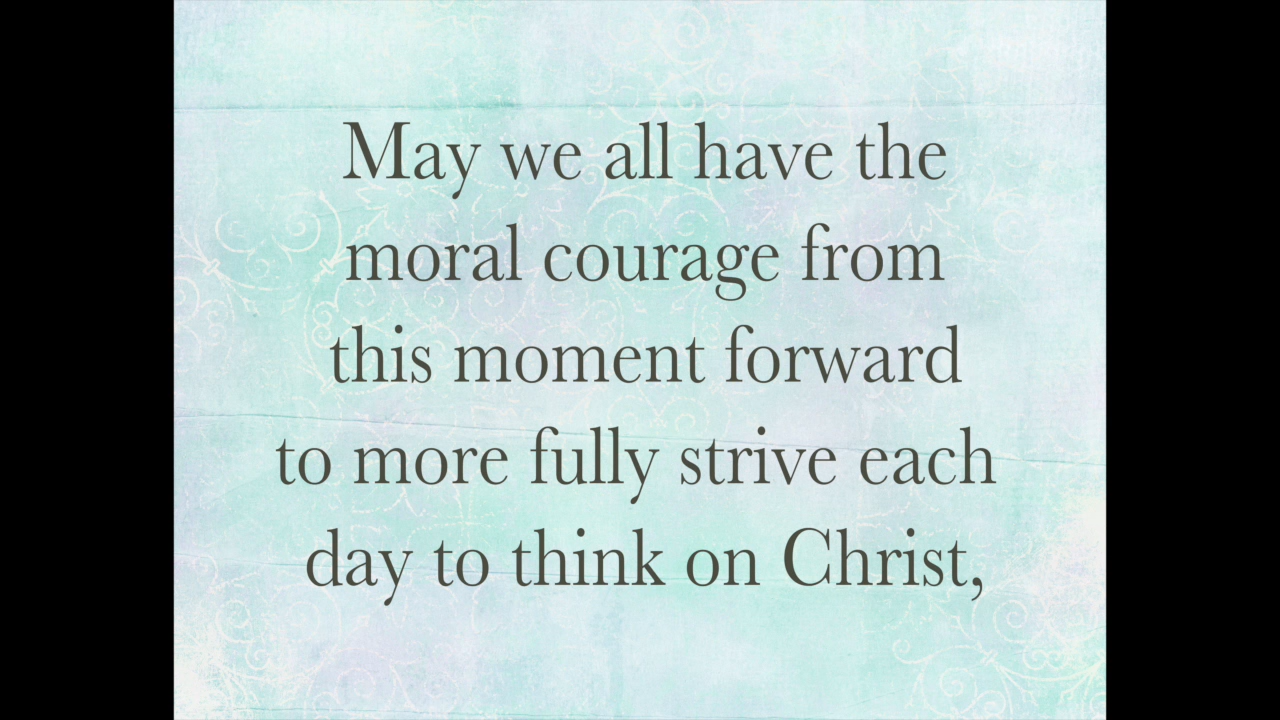 May we all have the
moral courage from
this moment forward
to more fully strive each
day to think on Christ,